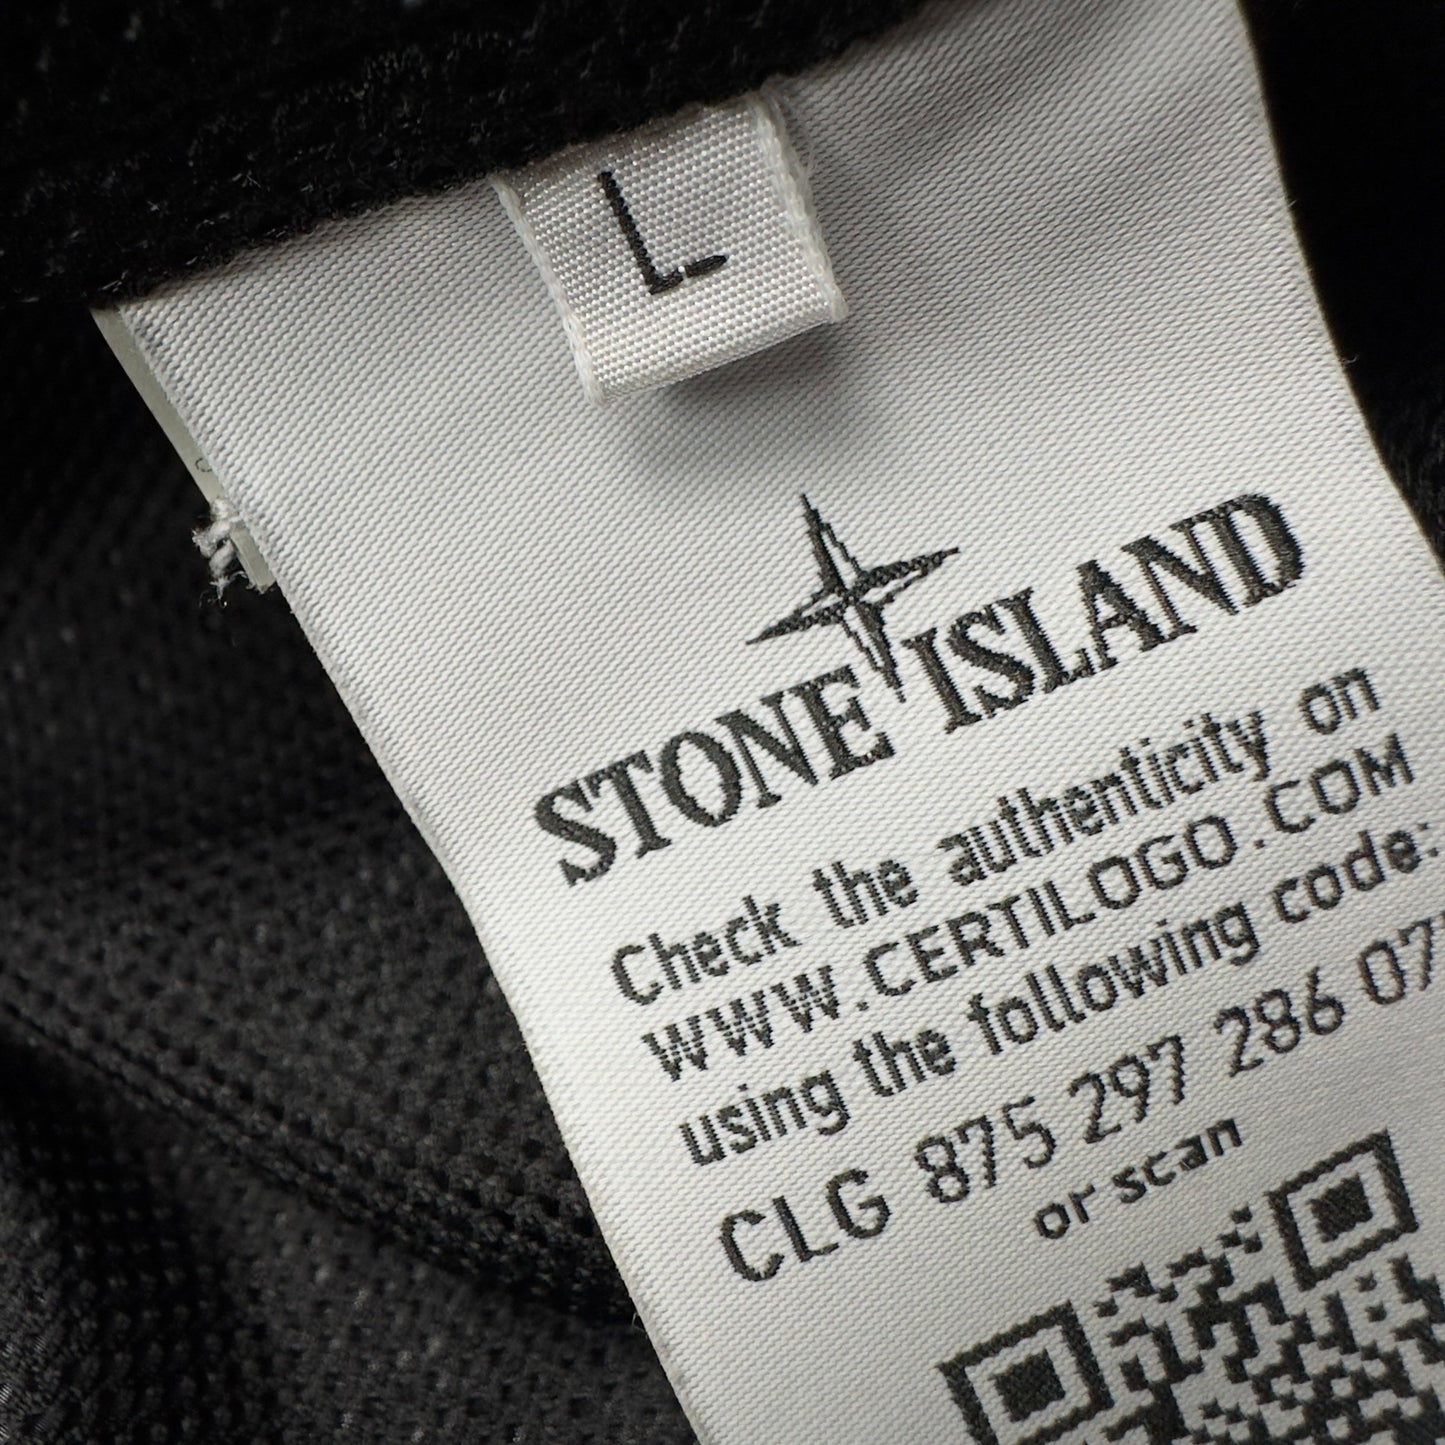 L
STONE ISLAND
Check the authenticity on
WWW.CERTILOGO.COM
using the following code:
CLG 875 297 286 07
or scan